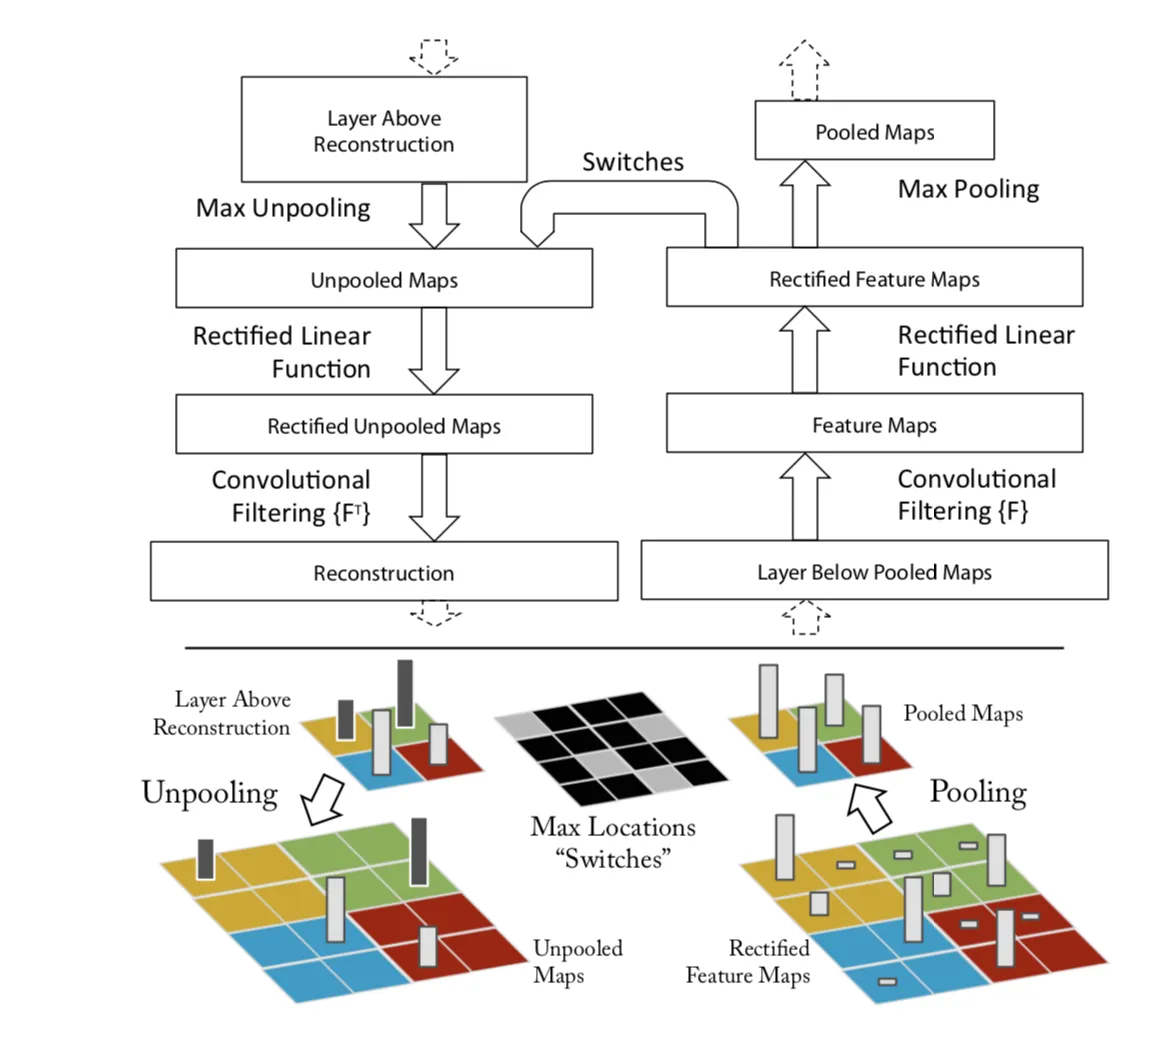 Layer Above
Reconstruction
Pooled Maps
Switches
Max Unpooling
Max Pooling
Unpooled Maps
Rectified Feature Maps
Rectified Linear
Function
Rectified Linear
Function
Rectified Unpooled Maps
Feature Maps
Convolutional
Filtering {Fᵀ}
Convolutional
Filtering {F}
Reconstruction
Layer Below Pooled Maps
Layer Above
Reconstruction
Pooled Maps
Unpooling
Pooling
Max Locations
“Switches”
Unpooled
Maps
Rectified
Feature Maps